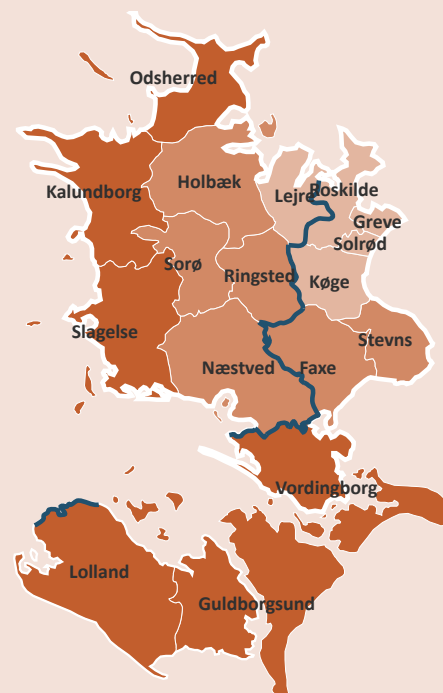 Odsherred
Holbæk
Kalundborg
Lejre
Roskilde
Greve
Solrød
Sorø
Ringsted
Køge
Slagelse
Stevns
Næstved
Faxe
Vordingborg
Lolland
Guldborgsund